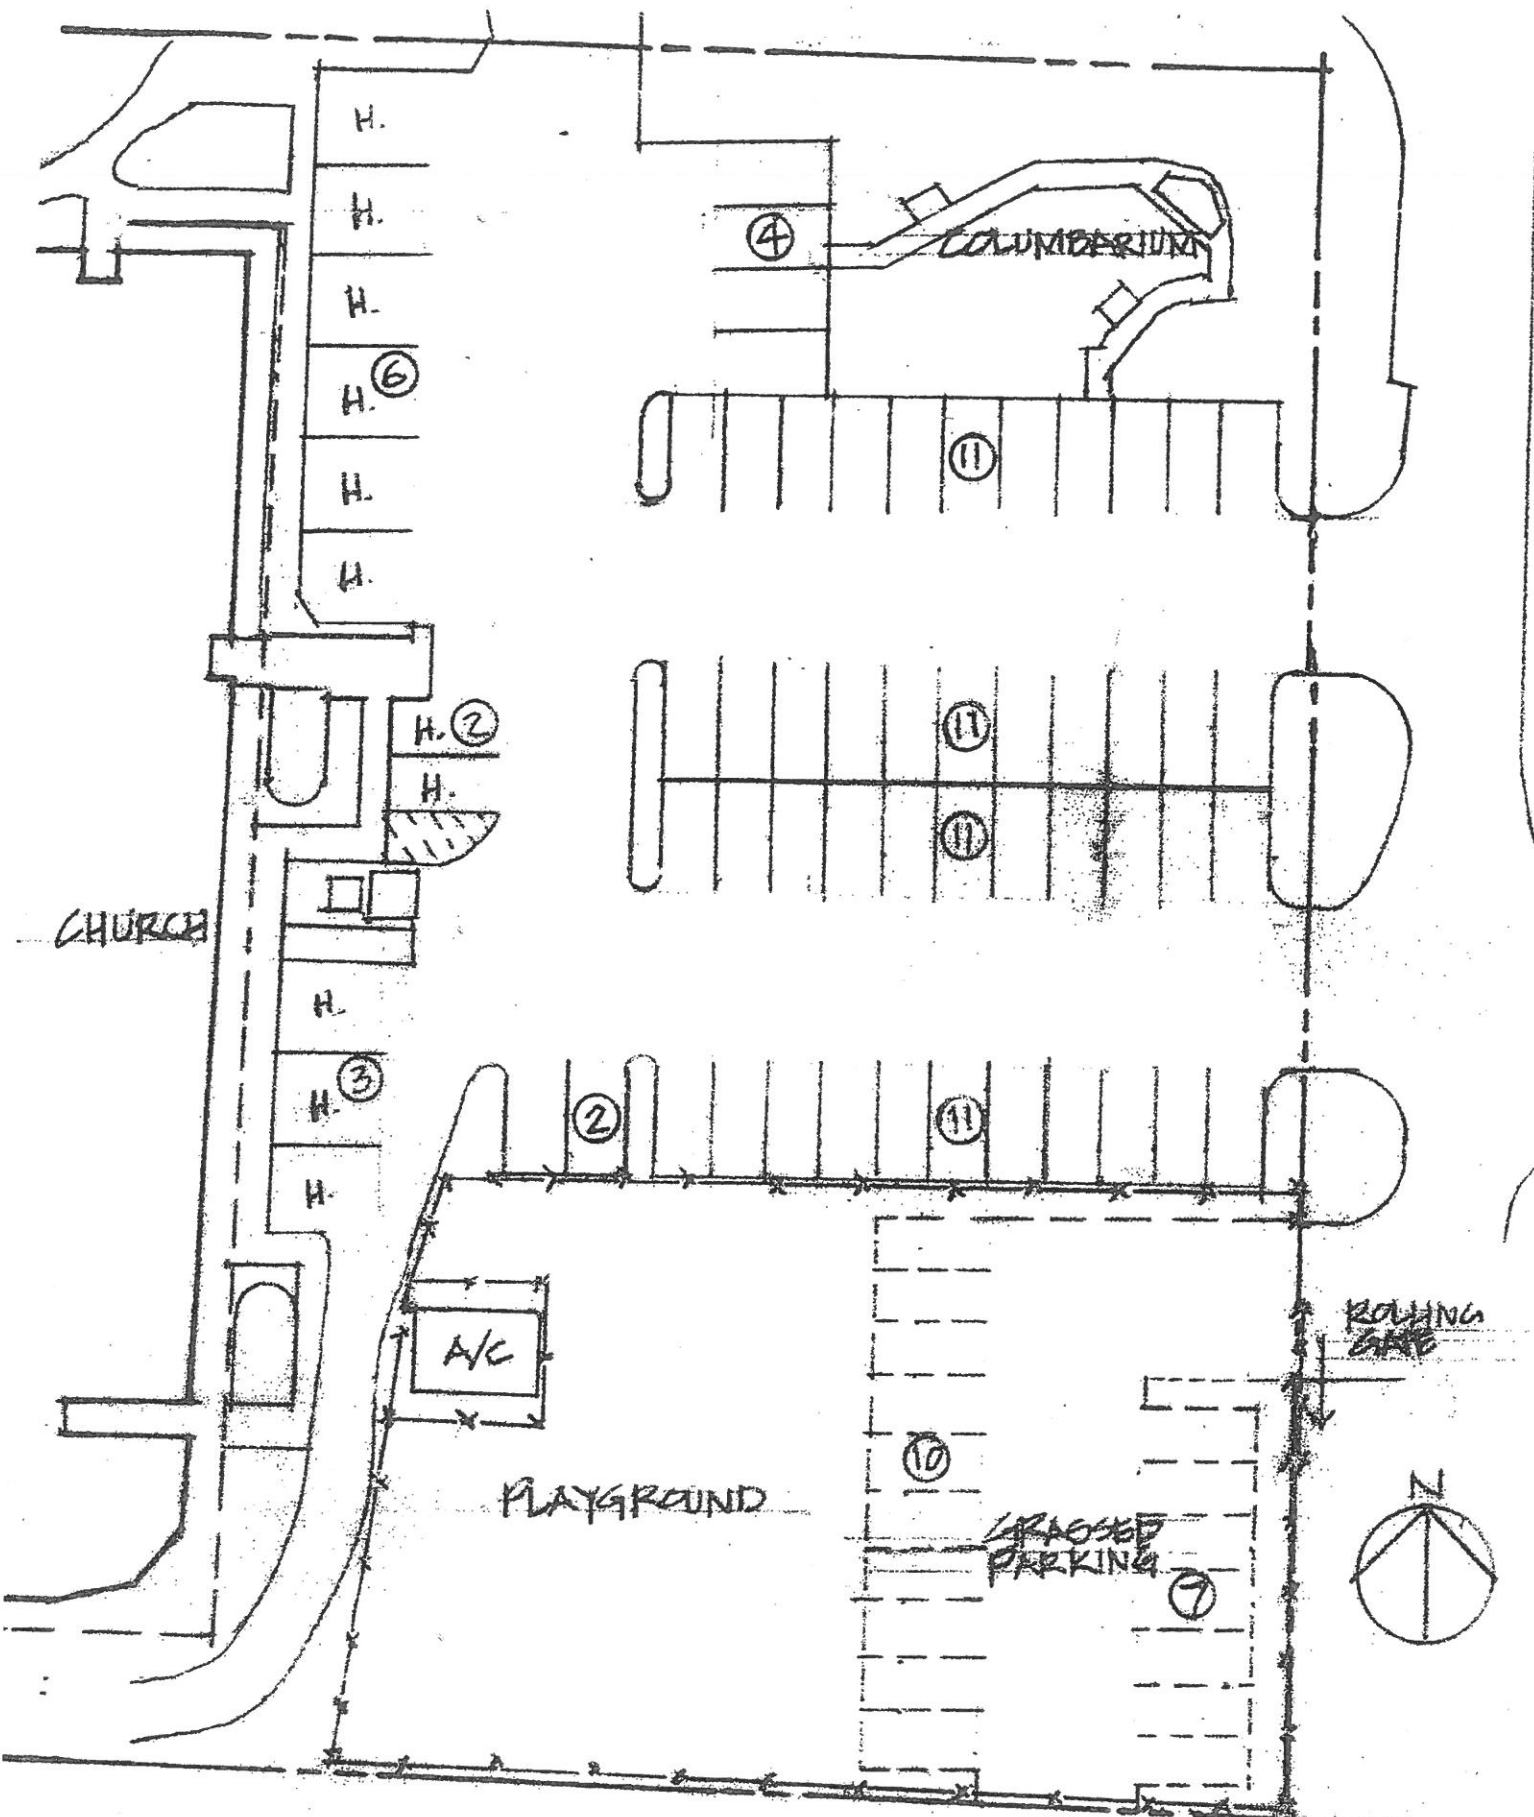 H.
H.
4
COLUMBARIUM
H.
6
H.
11
H.
H.
H. 2
11
H.
11
CHURCH
H.
3
H.
2
11
H.
ROLLING
GATE
A/C
10
N
PLAYGROUND
GRASSED
PARKING
7